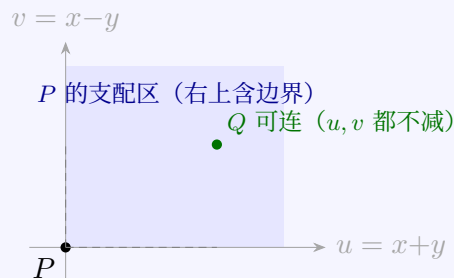 v = x−y
P 的支配区（右上含边界）
Q 可连（u, v 都不减）
u = x+y
P